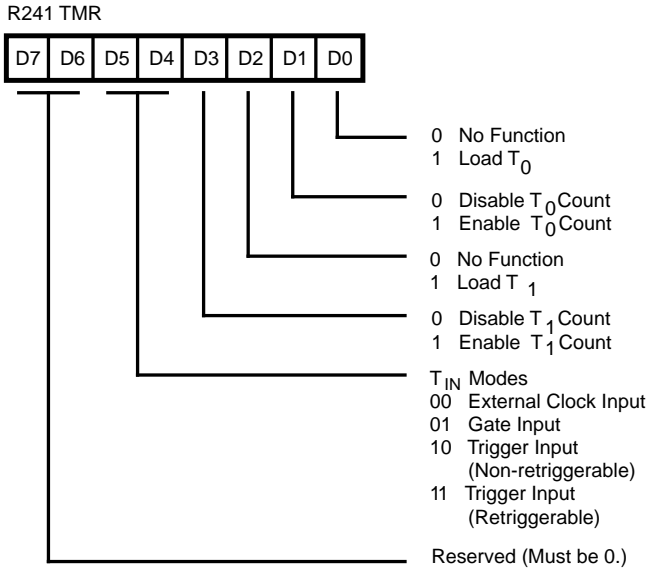 R241 TMR
D7 D6 D5 D4 D3 D2 D1 D0
0 No Function
1 Load T0
0 Disable T0 Count
1 Enable T0 Count
0 No Function
1 Load T1
0 Disable T1 Count
1 Enable T1 Count
TIN Modes
00 External Clock Input
01 Gate Input
10 Trigger Input
(Non-retriggerable)
11 Trigger Input
(Retriggerable)
Reserved (Must be 0.)